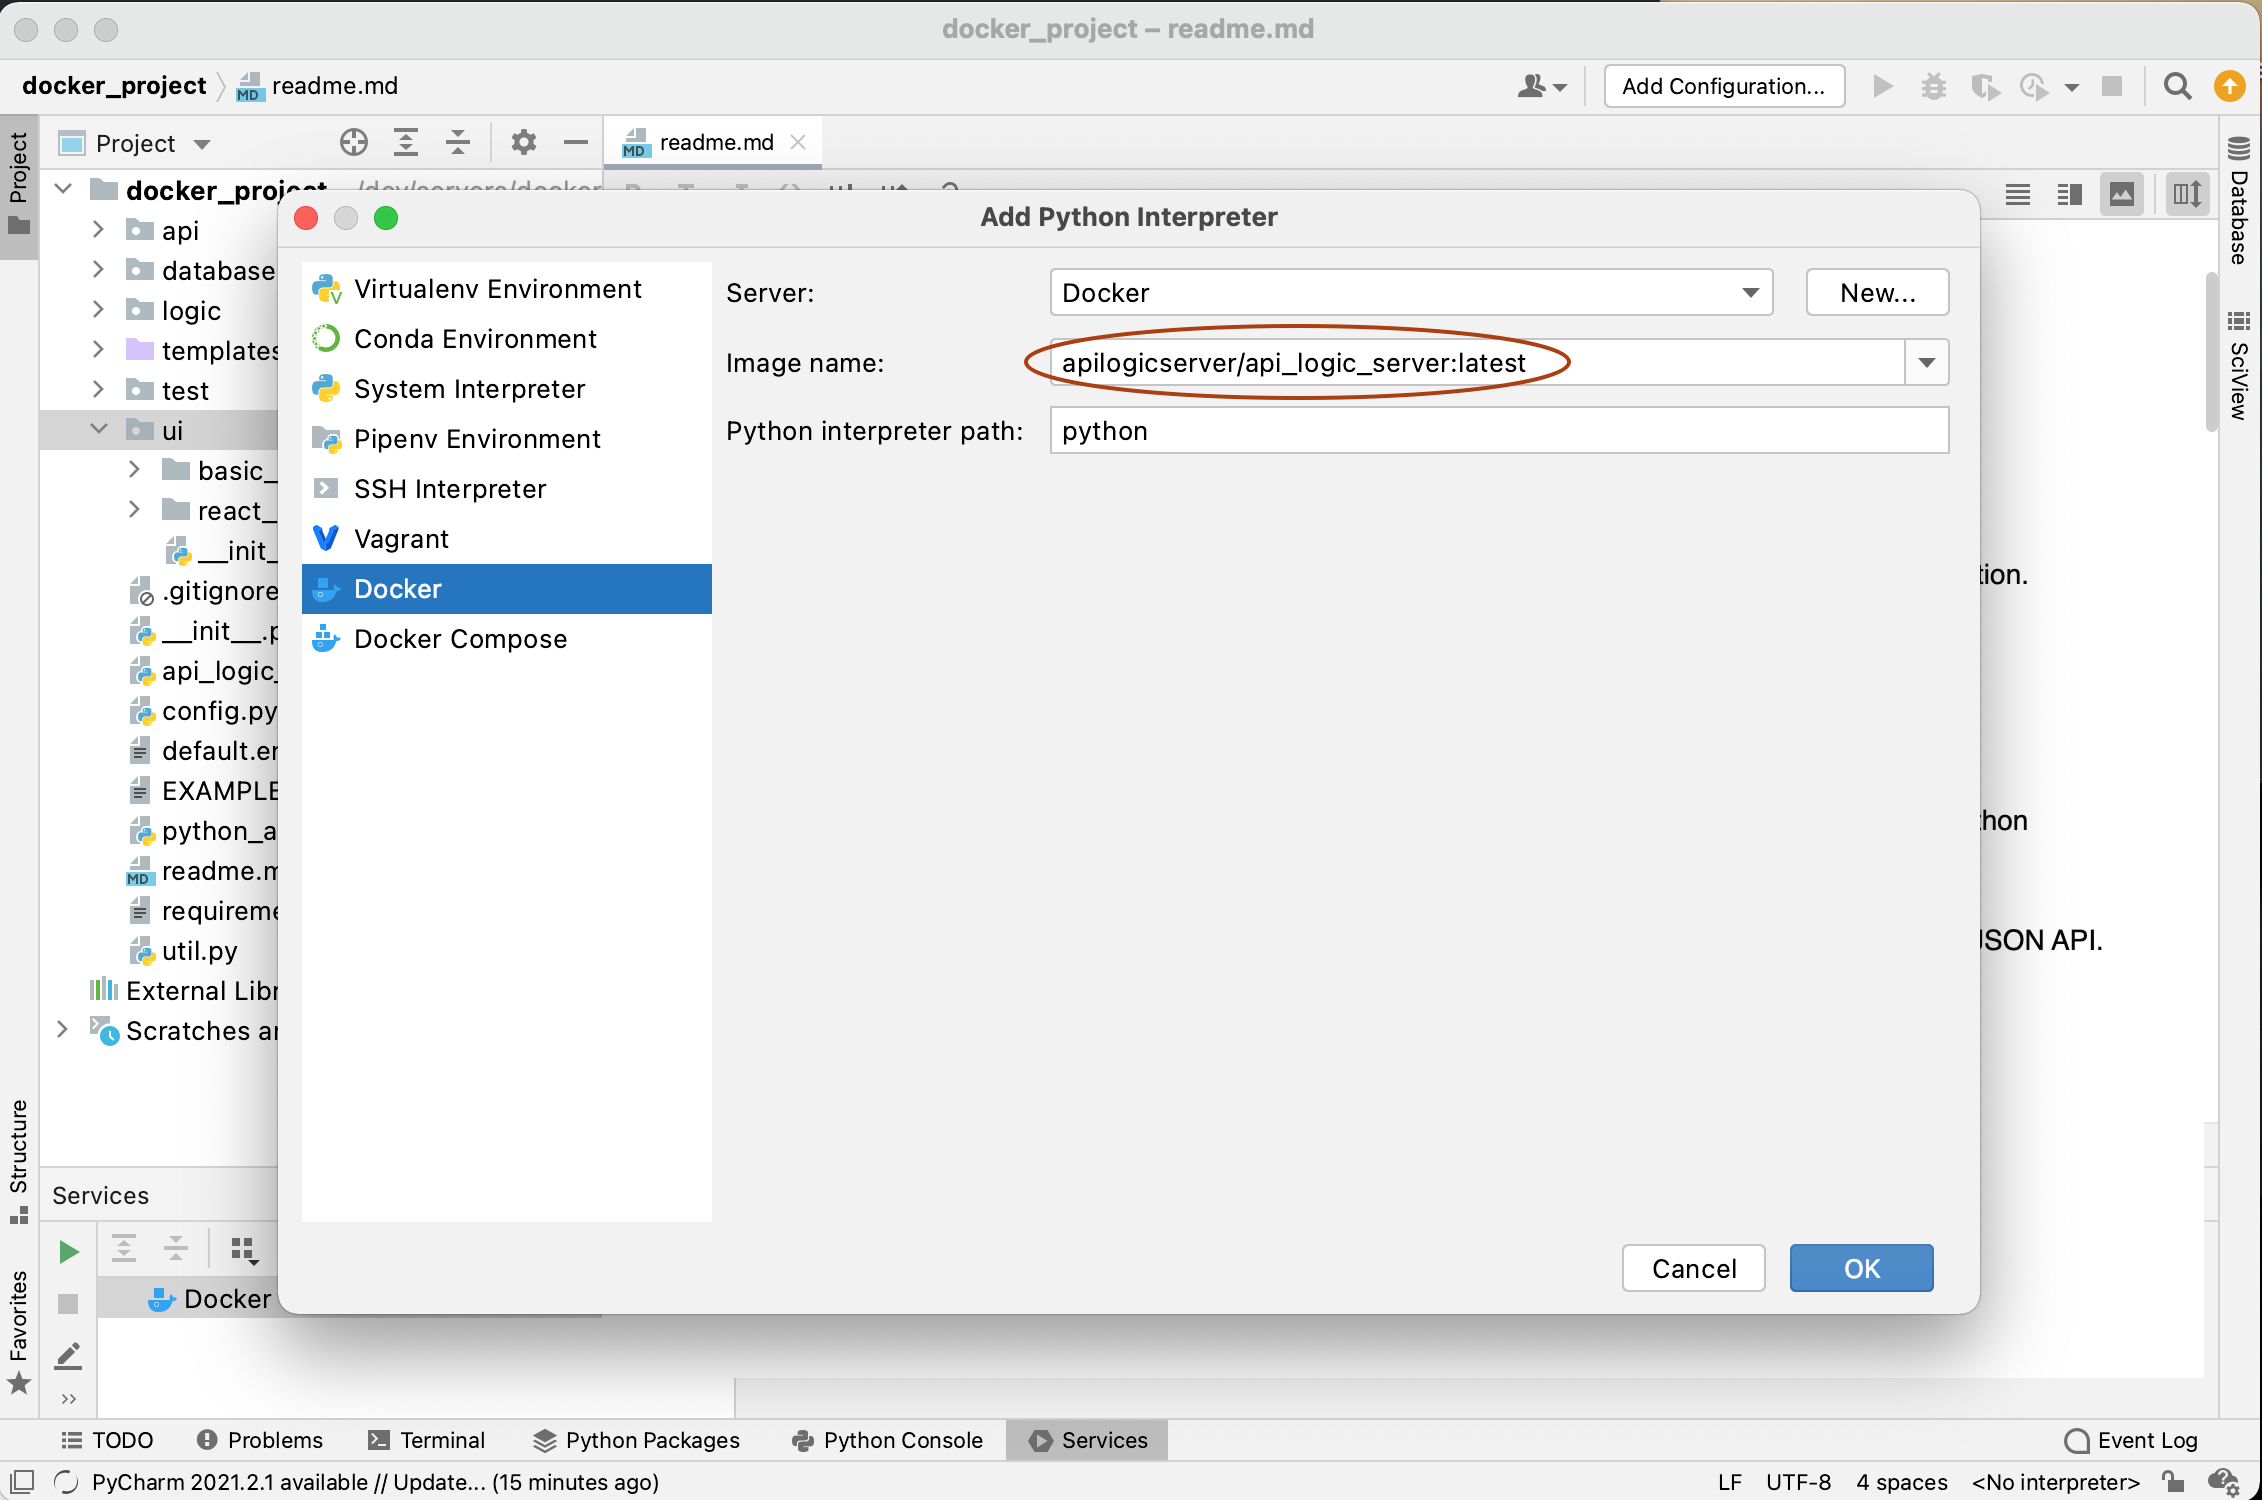 docker_project – readme.md
docker_project
readme.md
Add Configuration...
Project
Project
readme.md
docker_project
api
database
logic
templates
test
ui
basic_
react_
__init_
.gitignore
__init__.p
api_logic_
config.py
default.en
EXAMPLE
python_a
readme.m
requireme
util.py
External Libr
Scratches an
Add Python Interpreter
Virtualenv Environment
Conda Environment
System Interpreter
Pipenv Environment
SSH Interpreter
Vagrant
Docker
Docker Compose
Server:
Docker
New...
Image name:
apilogicserver/api_logic_server:latest
Python interpreter path:
python
Cancel
OK
tion.
hon
JSON API.
Database
SciView
Structure
Favorites
Services
Docker
TODO
Problems
Terminal
Python Packages
Python Console
Services
Event Log
PyCharm 2021.2.1 available // Update... (15 minutes ago)
LF
UTF-8
4 spaces
<No interpreter>